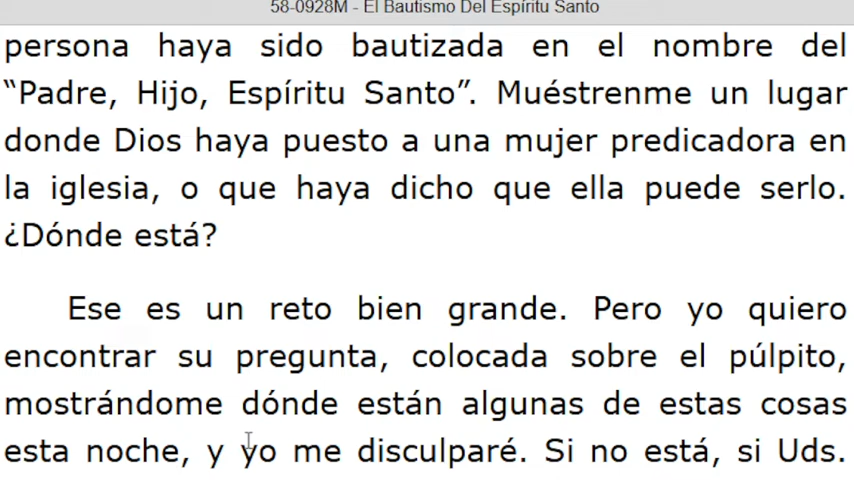 58-0928M - El Bautismo Del Espíritu Santo
persona haya sido bautizada en el nombre del
“Padre, Hijo, Espíritu Santo”. Muéstrenme un lugar
donde Dios haya puesto a una mujer predicadora en
la iglesia, o que haya dicho que ella puede serlo.
¿Dónde está?
Ese es un reto bien grande. Pero yo quiero
encontrar su pregunta, colocada sobre el púlpito,
mostrándome dónde están algunas de estas cosas
esta noche, y yo me disculparé. Si no está, si Uds.